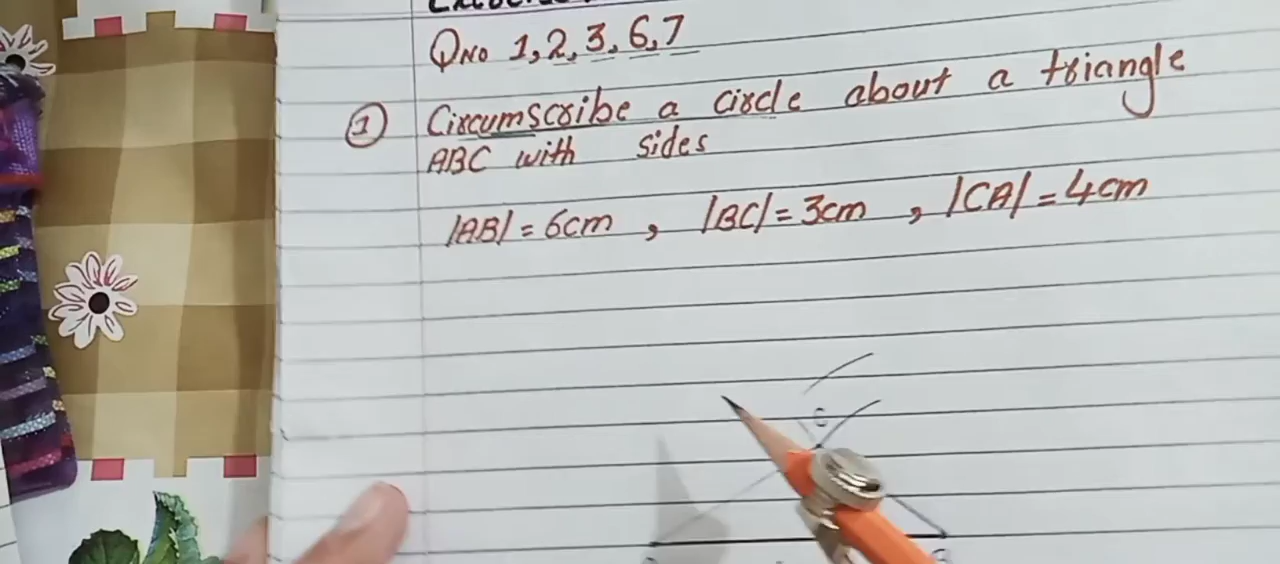 QNo 1,2,3,6,7
① Circumscribe a circle about a triangle
ABC with sides
|AB| = 6cm , |BC| = 3cm , |CA| = 4cm
C
B